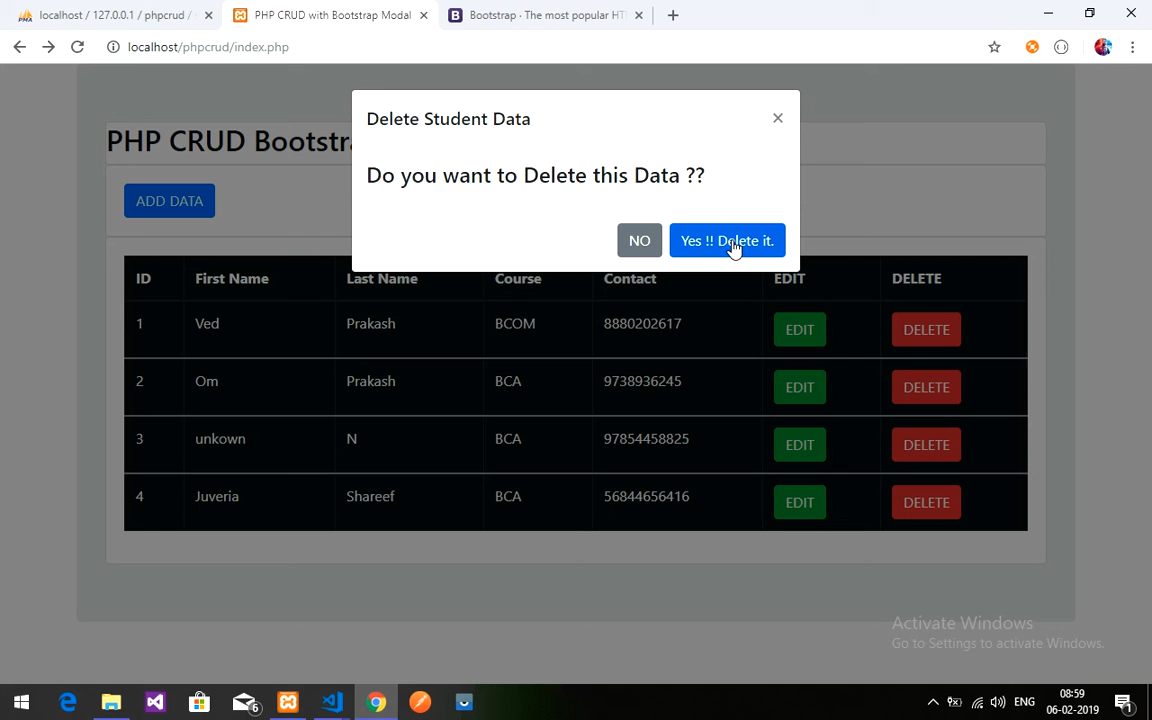 localhost / 127.0.0.1 / phpcrud /
PHP CRUD with Bootstrap Modal
Bootstrap · The most popular HT
localhost/phpcrud/index.php
Delete Student Data
×
PHP CRUD Bootstra
Do you want to Delete this Data ??
ADD DATA
NO
Yes !! Delete it.
ID First Name Last Name Course Contact EDIT DELETE
1 Ved Prakash BCOM 8880202617 EDIT DELETE
2 Om Prakash BCA 9738936245 EDIT DELETE
3 unkown N BCA 97854458825 EDIT DELETE
4 Juveria Shareef BCA 56844656416 EDIT DELETE
Activate Windows
Go to Settings to activate Windows.
6
ENG
08:59
06-02-2019
1